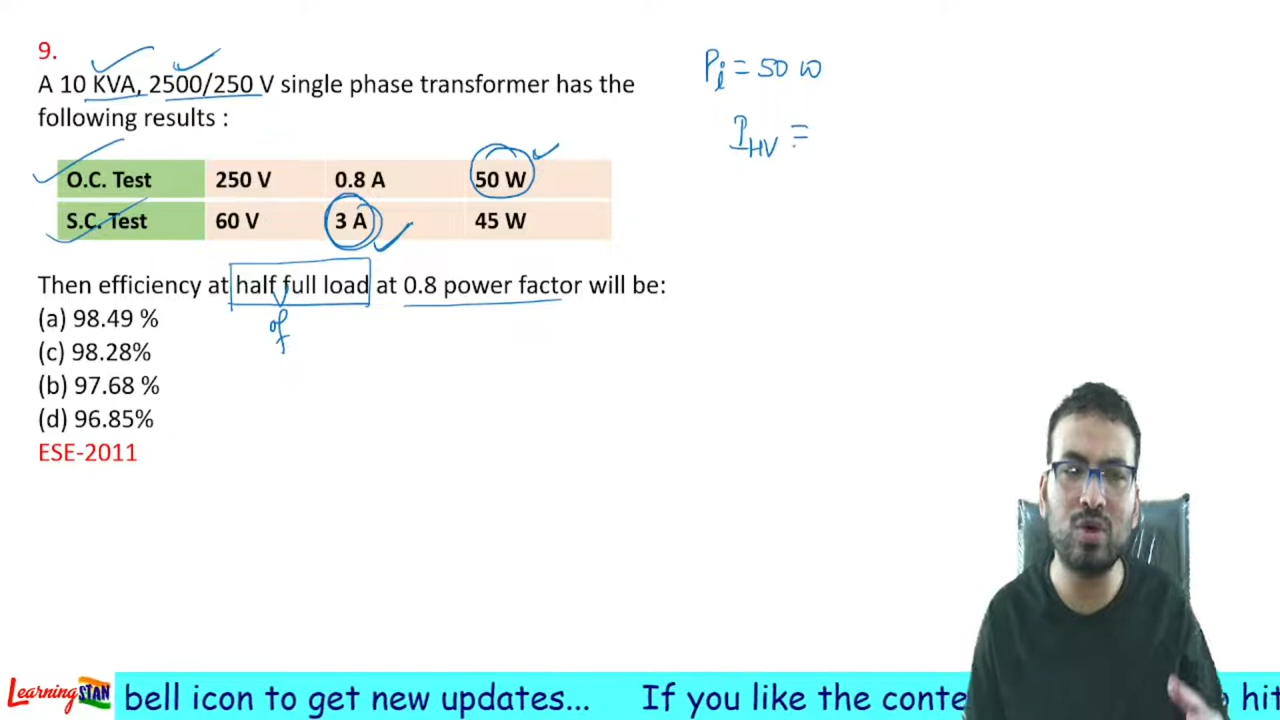 9.
A 10 KVA, 2500/250 V single phase transformer has the
following results :
O.C. Test 250 V 0.8 A 50 W
S.C. Test 60 V 3 A 45 W
Then efficiency at half full load at 0.8 power factor will be:
of
(a) 98.49 %
(c) 98.28%
(b) 97.68 %
(d) 96.85%
ESE-2011
Pi = 50 W
IHV =
LearningSTAN
bell icon to get new updates... If you like the conte hit